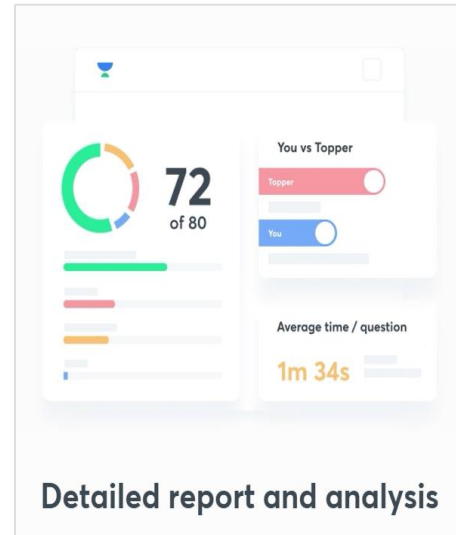 72
of 80
You vs Topper
Topper
You
Average time / question
1m 34s
Detailed report and analysis